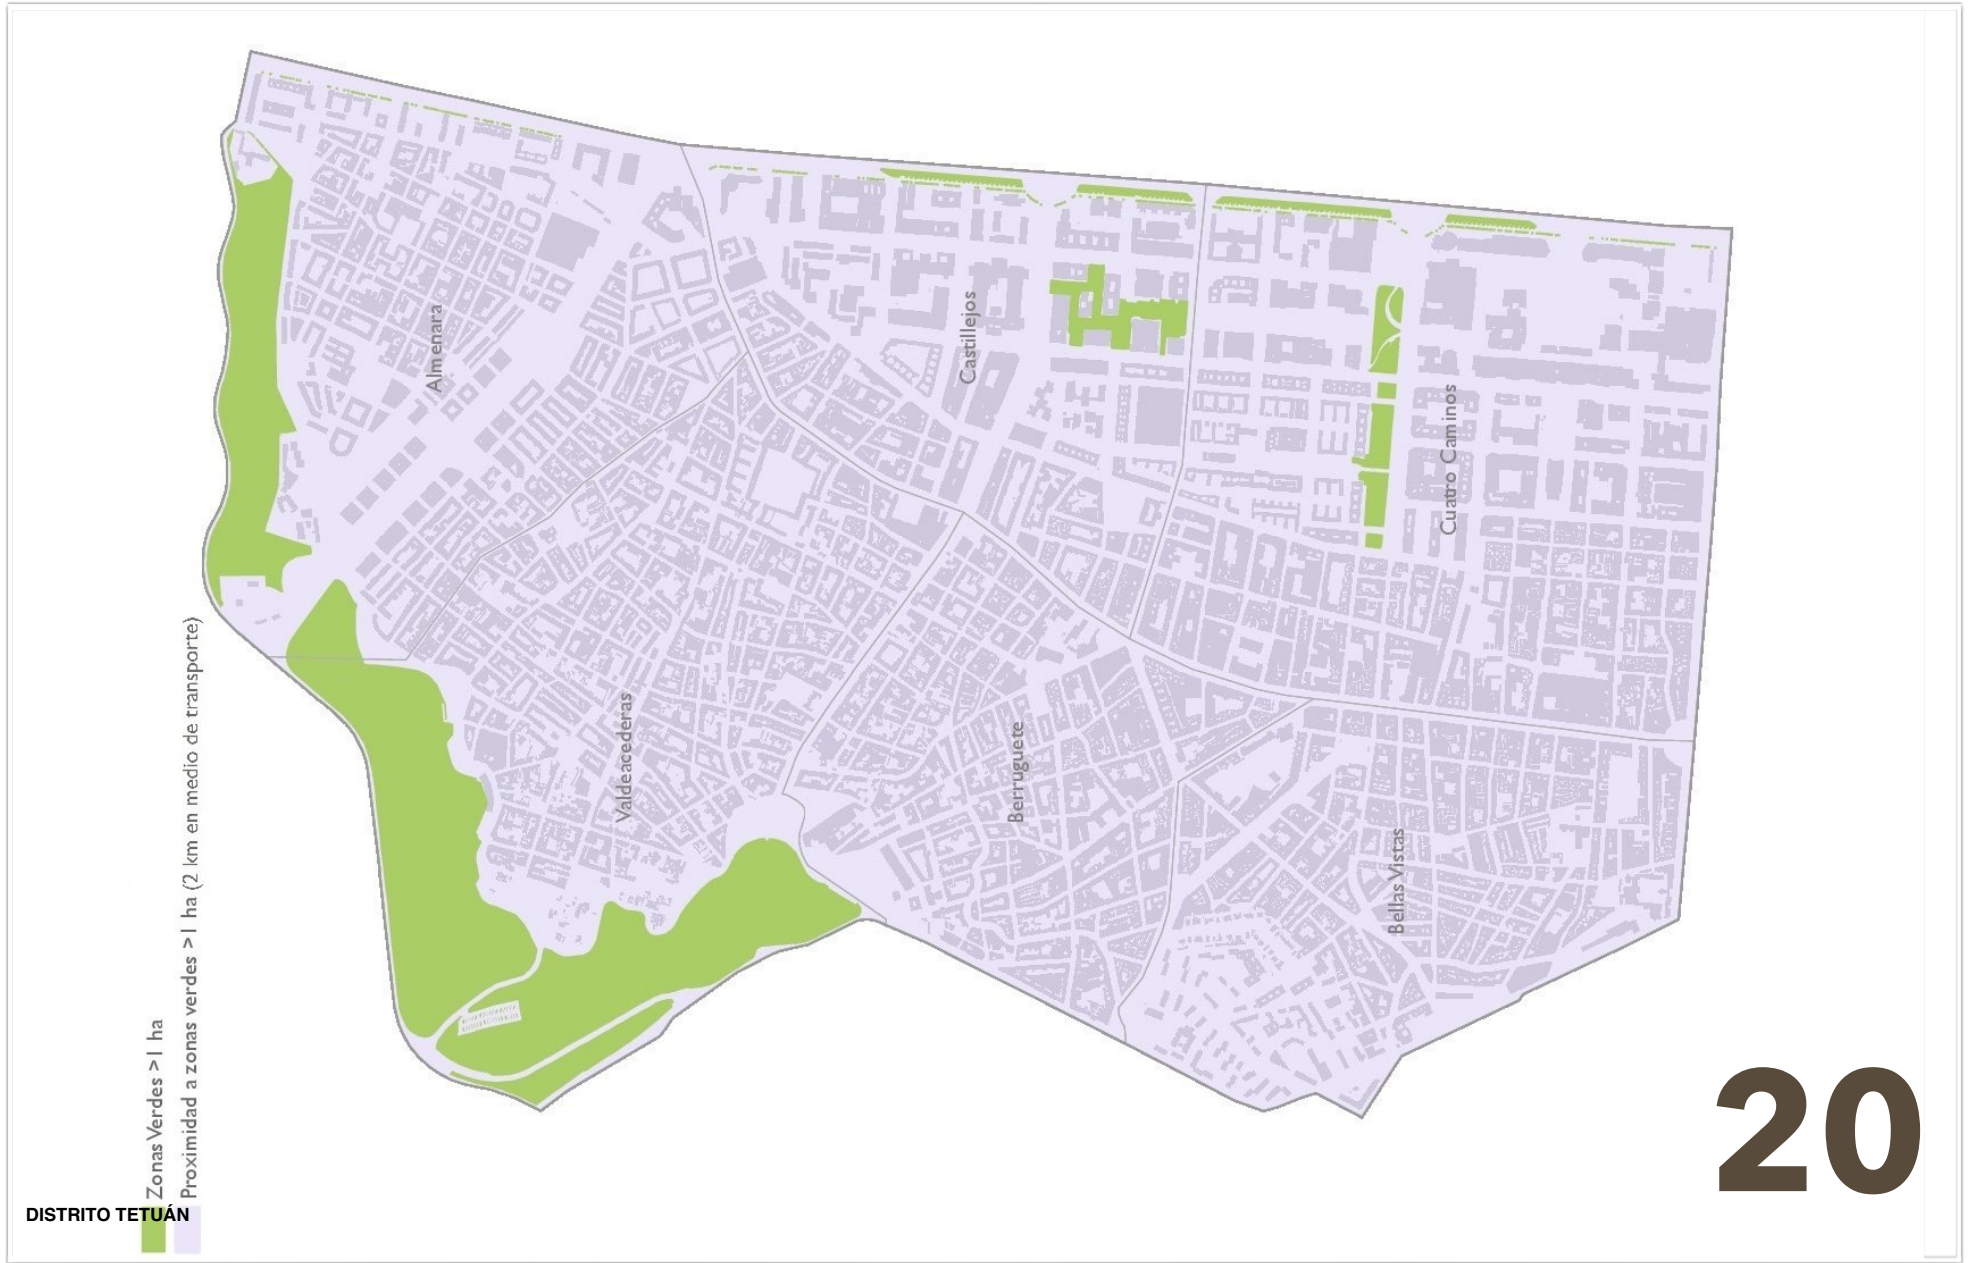 Almenara
Castillejos
Cuatro Caminos
Valdeacederas
Berruguete
Bellas Vistas
Zonas Verdes >1 ha
Proximidad a zonas verdes >1 ha (2 km en medio de transporte)
DISTRITO TETUÁN
20